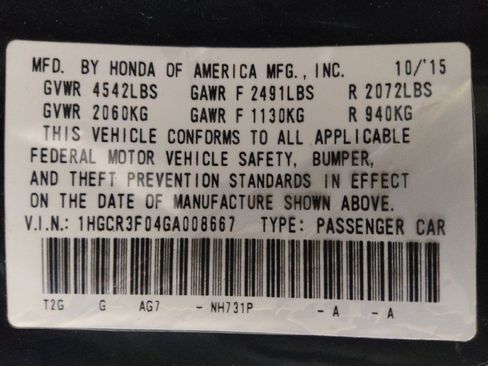 MFD. BY HONDA OF AMERICA MFG., INC. 10/'15
GVWR 4542LBS GAWR F 2491LBS R 2072LBS
GVWR 2060KG GAWR F 1130KG R 940KG
THIS VEHICLE CONFORMS TO ALL APPLICABLE
FEDERAL MOTOR VEHICLE SAFETY, BUMPER,
AND THEFT PREVENTION STANDARDS IN EFFECT
ON THE DATE OF MANUFACTURE SHOWN ABOVE.
V.I.N.: 1HGCR3F04GA008667 TYPE: PASSENGER CAR
T2G G AG7 - NH731P - A - A